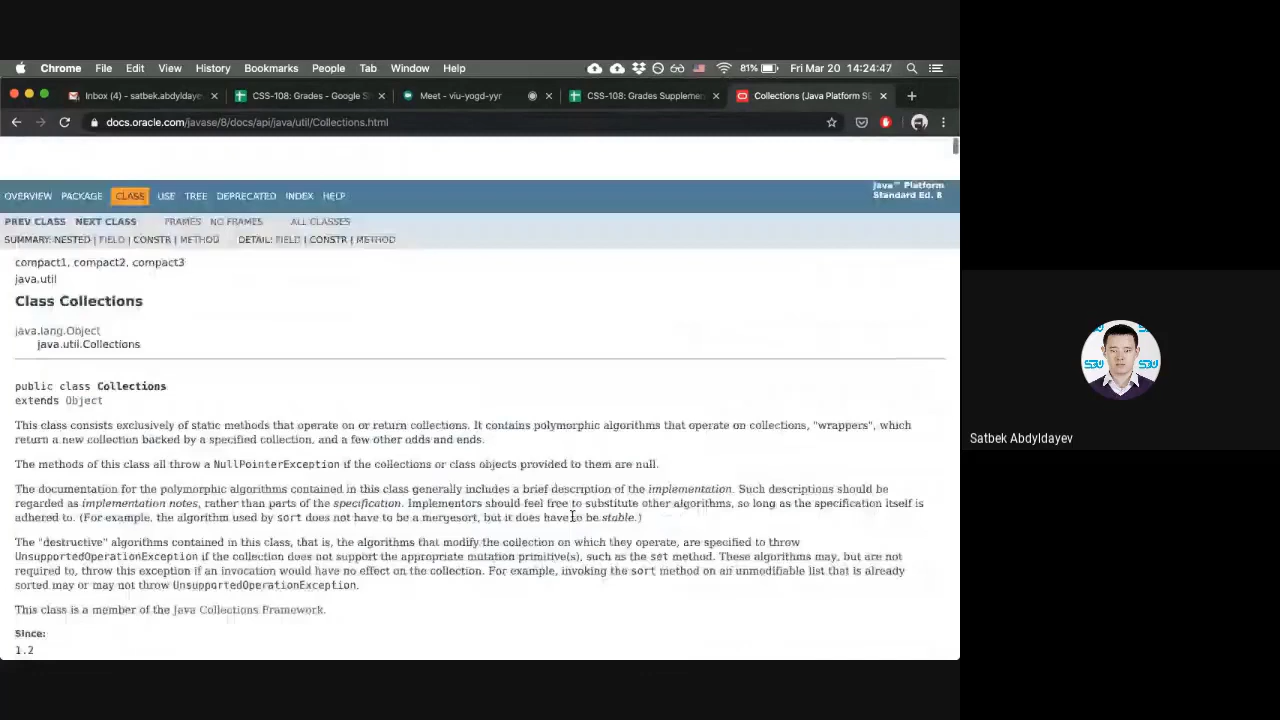 Chrome File Edit View History Bookmarks People Tab Window Help 81% Fri Mar 20 14:24:47
Inbox (4) - satbek.abdyldaye × CSS-108: Grades - Google S × Meet - viu-yogd-yyr × CSS-108: Grades Supplemen × Collections (Java Platform SE × +
docs.oracle.com/javase/8/docs/api/java/util/Collections.html
OVERVIEW PACKAGE CLASS USE TREE DEPRECATED INDEX HELP
Java™ Platform
Standard Ed. 8
PREV CLASS NEXT CLASS FRAMES NO FRAMES ALL CLASSES
SUMMARY: NESTED | FIELD | CONSTR | METHOD DETAIL: FIELD | CONSTR | METHOD
compact1, compact2, compact3
java.util
Class Collections
java.lang.Object
java.util.Collections
public class Collections
extends Object
This class consists exclusively of static methods that operate on or return collections. It contains polymorphic algorithms that operate on collections, "wrappers", which
return a new collection backed by a specified collection, and a few other odds and ends.
The methods of this class all throw a NullPointerException if the collections or class objects provided to them are null.
The documentation for the polymorphic algorithms contained in this class generally includes a brief description of the implementation. Such descriptions should be
regarded as implementation notes, rather than parts of the specification. Implementors should feel free to substitute other algorithms, so long as the specification itself is
adhered to. (For example, the algorithm used by sort does not have to be a mergesort, but it does have to be stable.)
The "destructive" algorithms contained in this class, that is, the algorithms that modify the collection on which they operate, are specified to throw
UnsupportedOperationException if the collection does not support the appropriate mutation primitive(s), such as the set method. These algorithms may, but are not
required to, throw this exception if an invocation would have no effect on the collection. For example, invoking the sort method on an unmodifiable list that is already
sorted may or may not throw UnsupportedOperationException.
This class is a member of the Java Collections Framework.
Since:
1.2
Satbek Abdyldayev